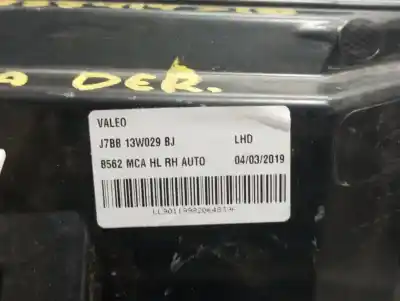 DER.
VALEO
J7BB 13W029 BJ LHD
8562 MCA HL RH AUTO 04/03/2019